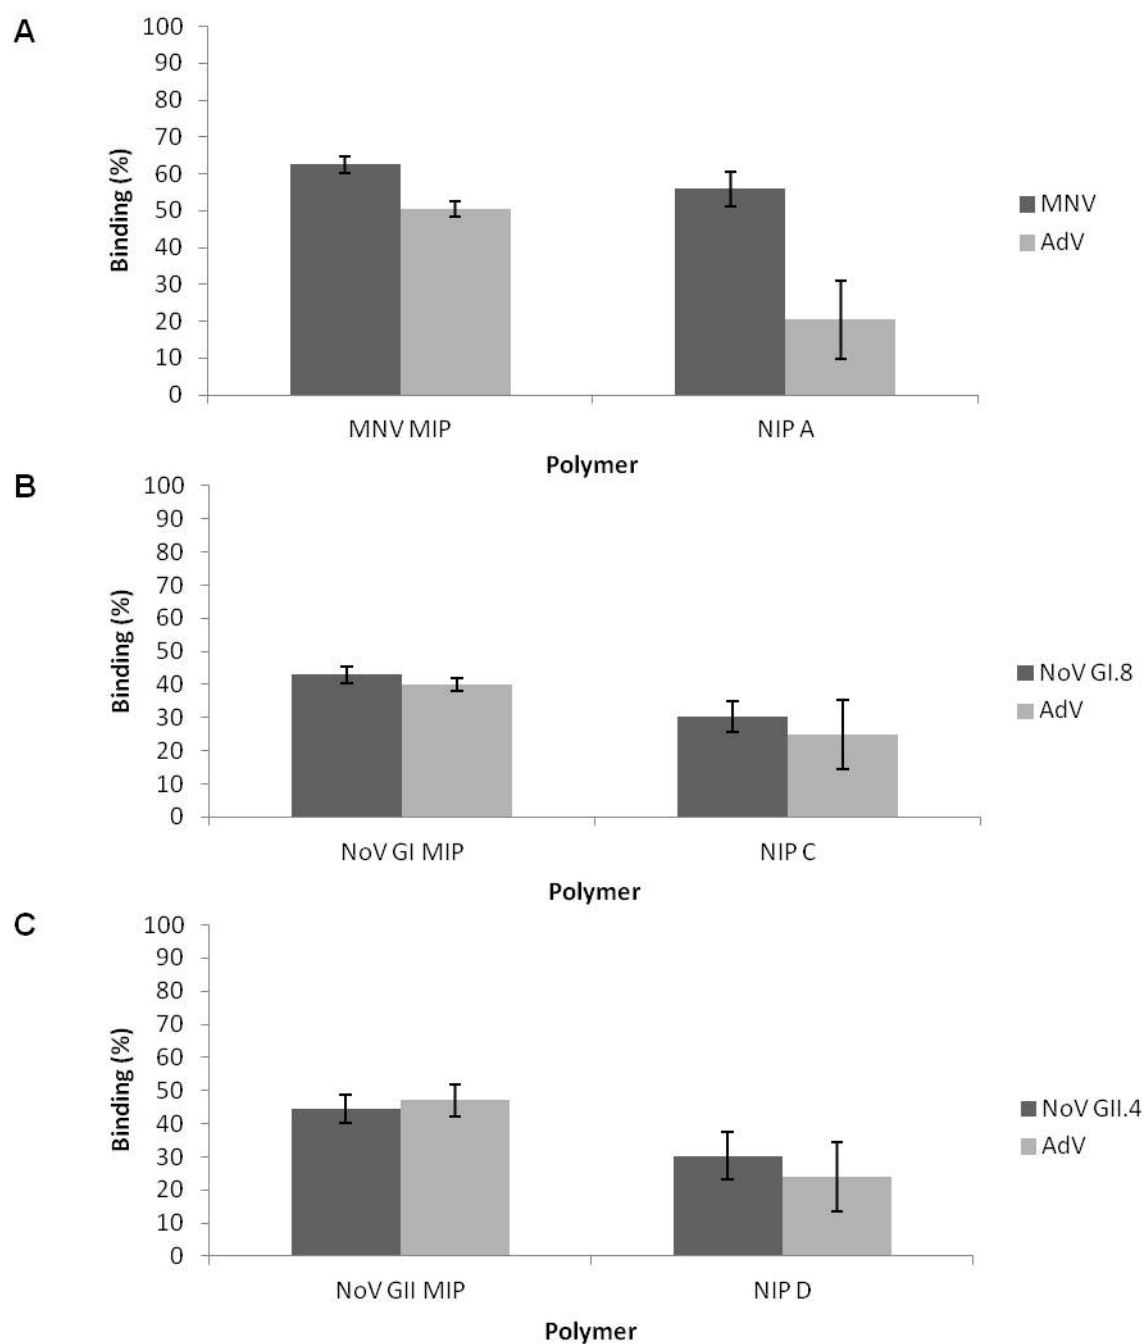 A
100
90
80
70
60
50
40
30
20
10
0
Binding (%)
MNV MIP
NIP A
Polymer
MNV
AdV
B
100
90
80
70
60
50
40
30
20
10
0
Binding (%)
NoV GI MIP
NIP C
Polymer
NoV GI.8
AdV
C
100
90
80
70
60
50
40
30
20
10
0
Binding (%)
NoV GII MIP
NIP D
Polymer
NoV GII.4
AdV